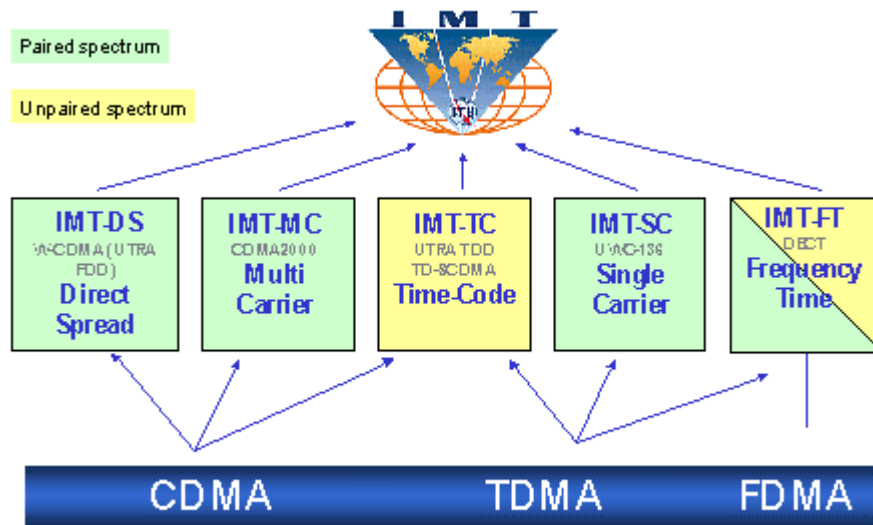 IMT
Paired spectrum
Unpaired spectrum
ITU
IMT-DS
W-CDMA (UTRA
FDD)
Direct
Spread
IMT-MC
CDMA2000
Multi
Carrier
IMT-TC
UTRA TDD
TD-SCDMA
Time-Code
IMT-SC
UWC-136
Single
Carrier
IMT-FT
DECT
Frequency
Time
CDMA
TDMA
FDMA